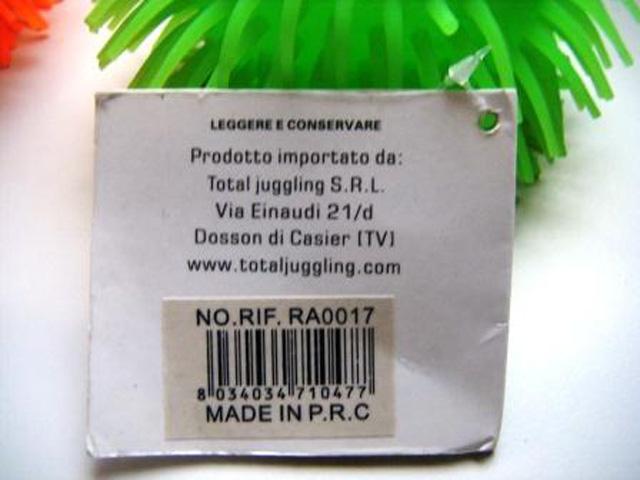 LEGGERE E CONSERVARE
Prodotto importato da:
Total juggling S.R.L.
Via Einaudi 21/d
Dosson di Casier (TV)
www.totaljuggling.com
NO.RIF. RA0017
8 034034 710477
MADE IN P.R.C